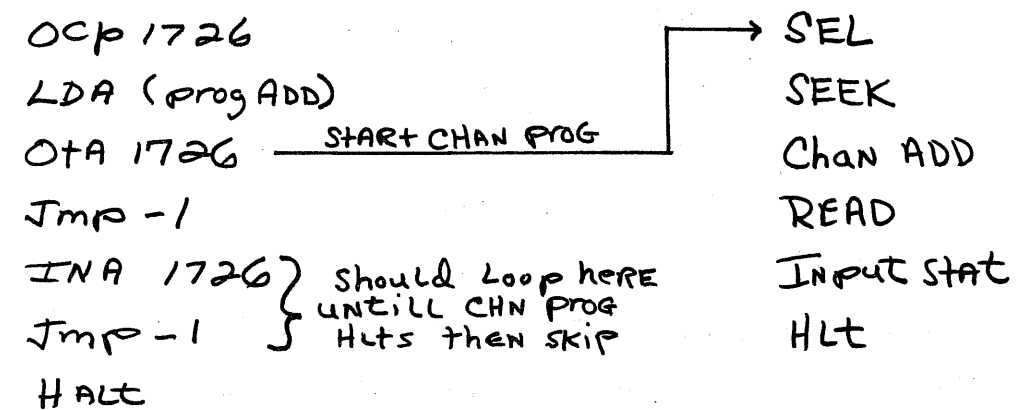 OCP 1726
LDA (prog ADD)
OtA 1726
Jmp -1
INA 1726
Jmp -1
HALt
StARt CHAN PrOG
Should Loop heRE
UNtiLL CHN PrOG
HLts theN SkiP
SEL
SEEK
ChaN ADD
READ
INput StAt
HLt